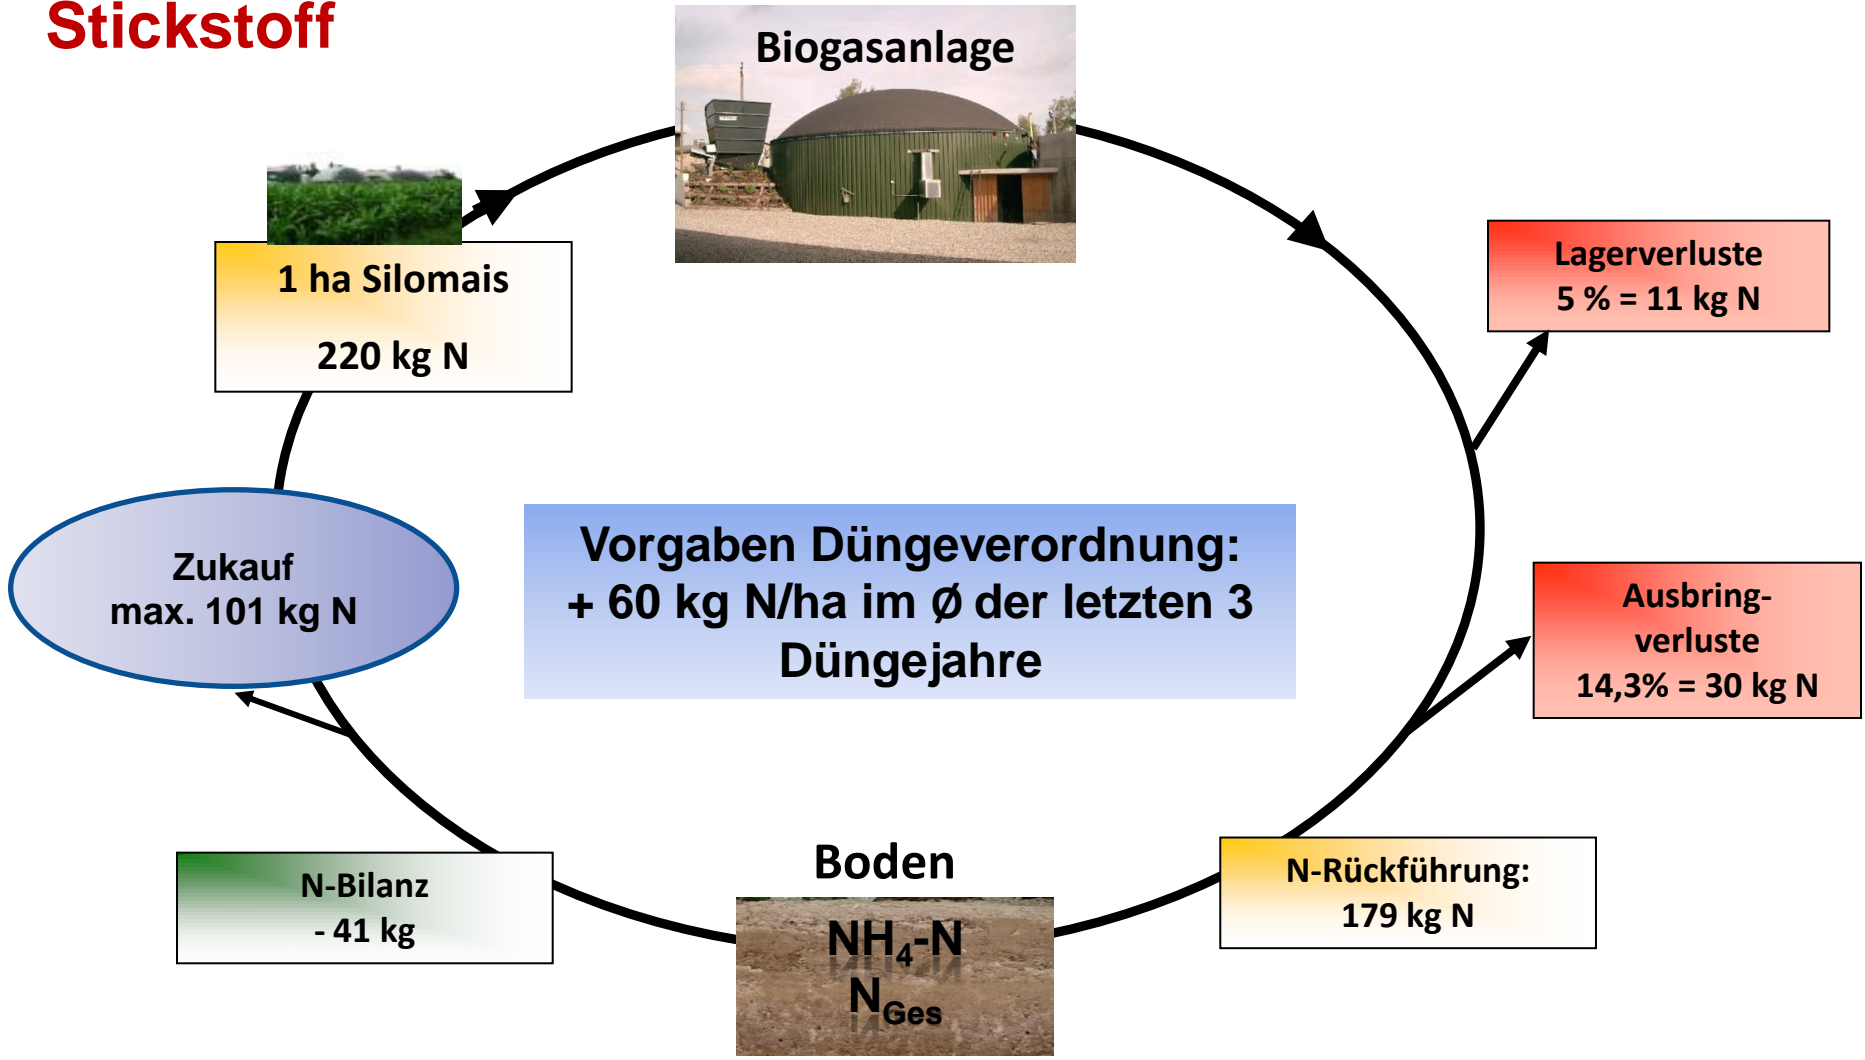 Stickstoff
Biogasanlage
1 ha Silomais
220 kg N
Lagerverluste
5 % = 11 kg N
Zukauf
max. 101 kg N
Vorgaben Düngeverordnung:
+ 60 kg N/ha im Ø der letzten 3
Düngejahre
Ausbring-
verluste
14,3% = 30 kg N
N-Bilanz
- 41 kg
Boden
NH₄-N
N_Ges
N-Rückführung:
179 kg N